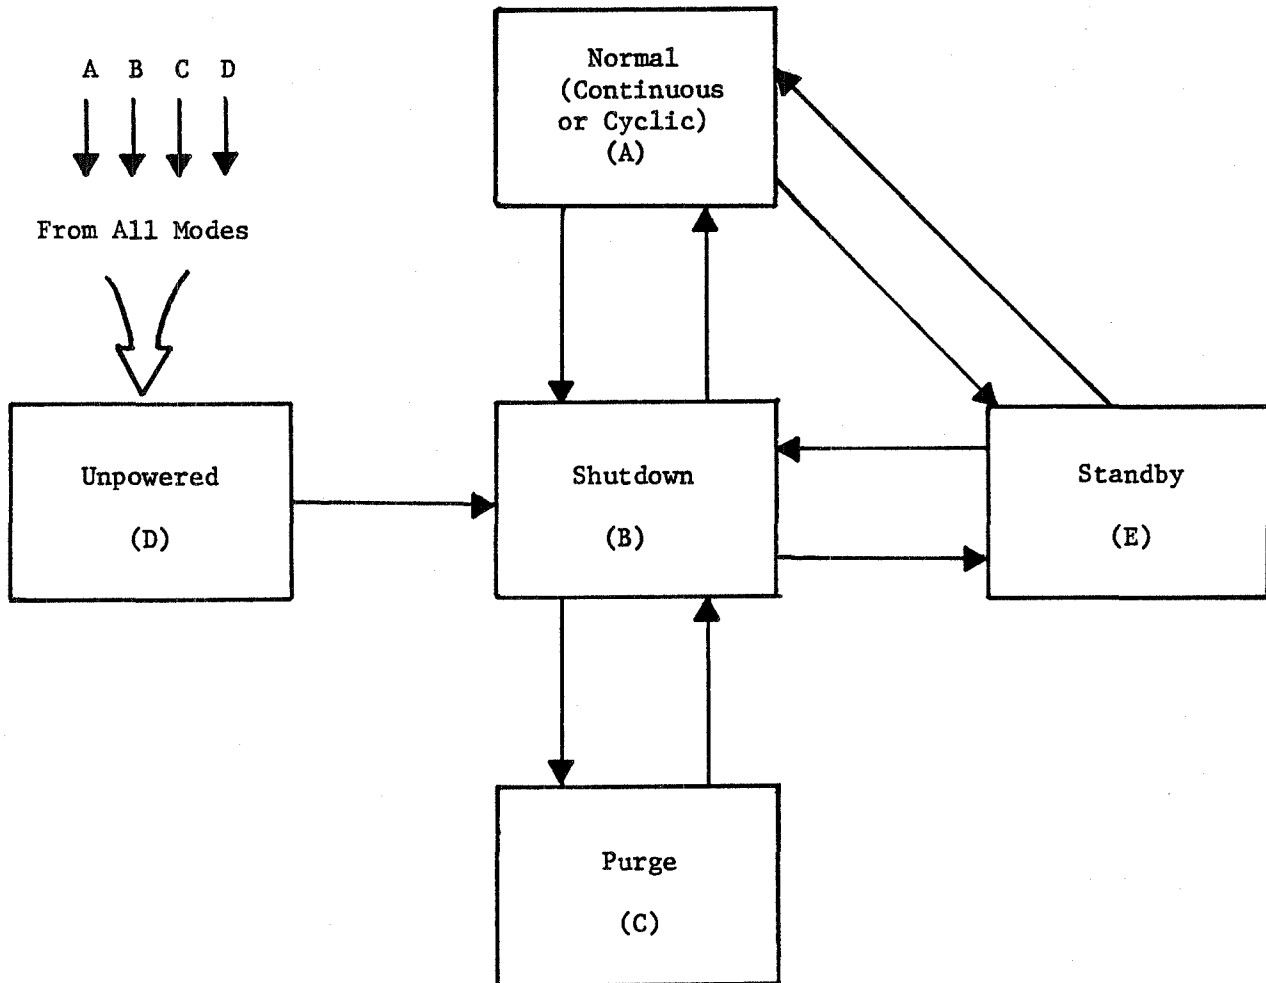 A B C D
From All Modes
Normal
(Continuous
or Cyclic)
(A)
Unpowered
(D)
Shutdown
(B)
Standby
(E)
Purge
(C)